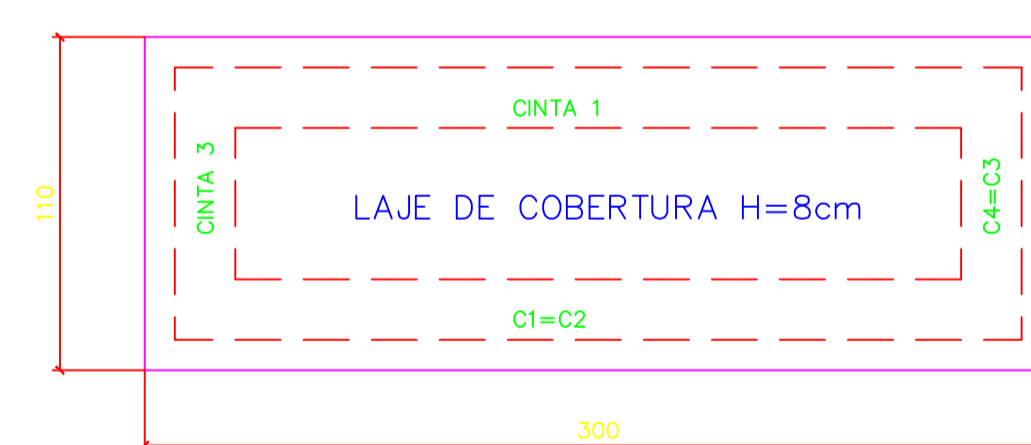 CINTA 1
CINTA 3
110
LAJE DE COBERTURA H=8cm
C4=C3
C1=C2
300